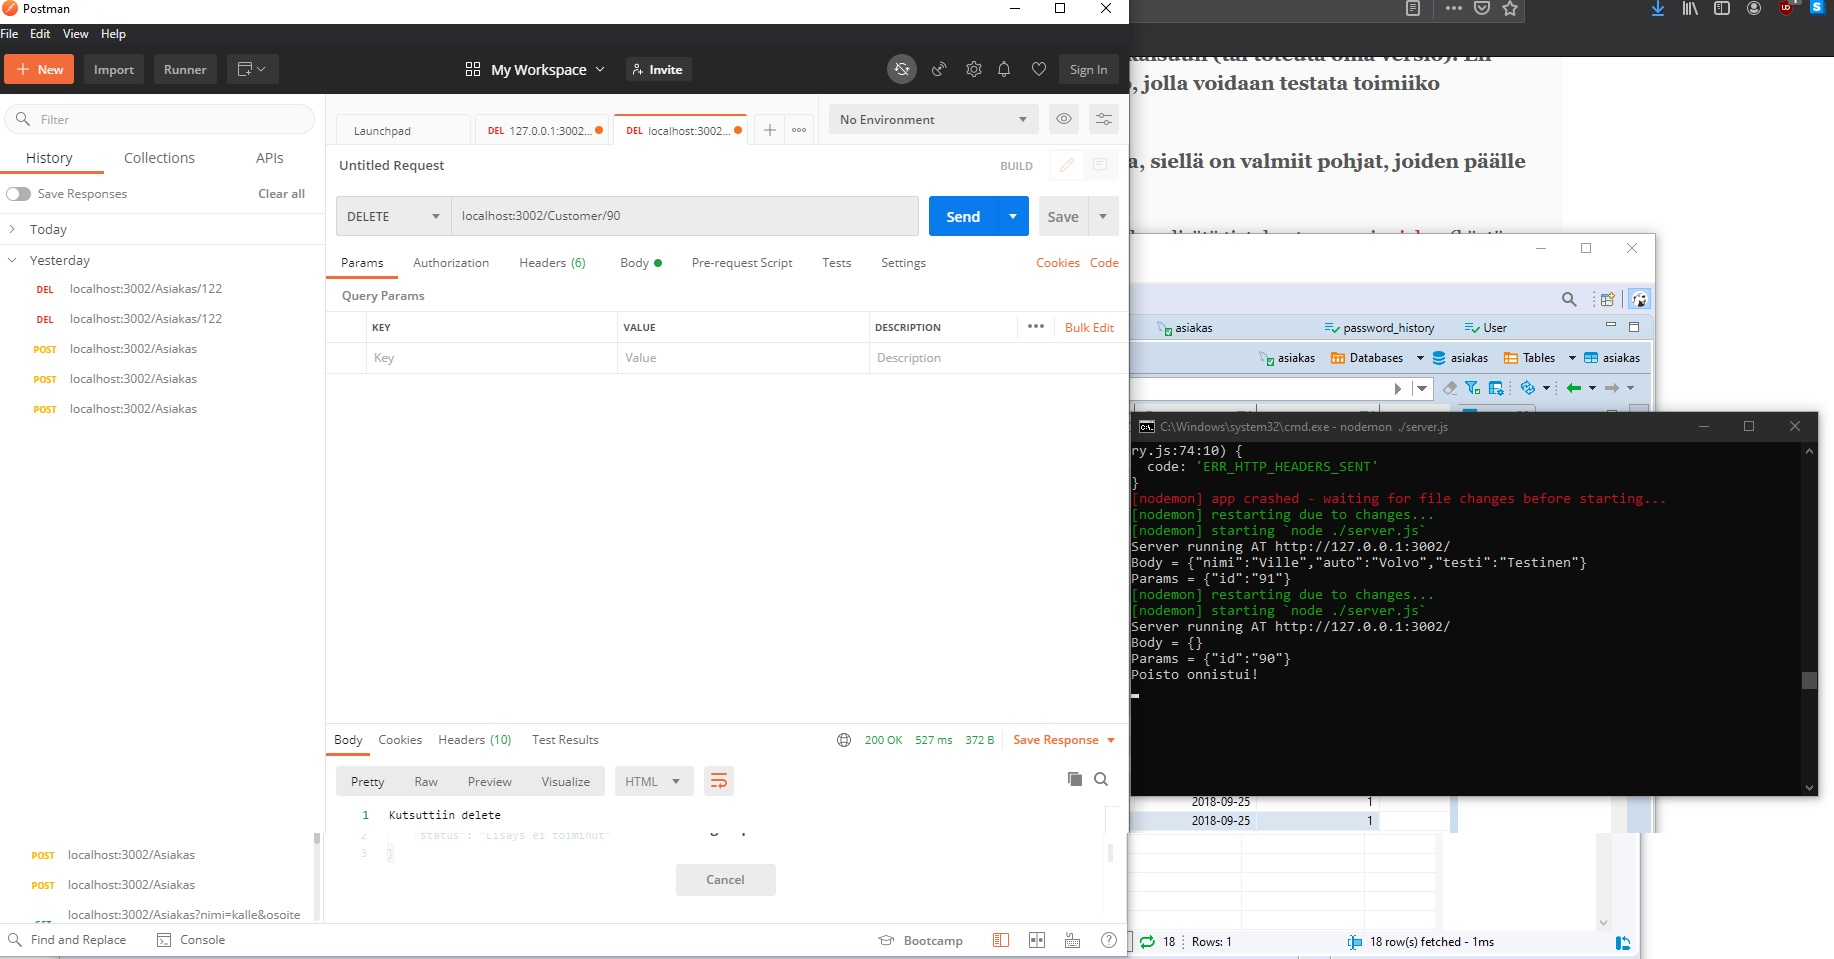 Postman
File Edit View Help
+ New Import Runner My Workspace Invite Sign In
Filter
History Collections APIs
Save Responses Clear all
Today
Yesterday
DEL localhost:3002/Asiakas/122
DEL localhost:3002/Asiakas/122
POST localhost:3002/Asiakas
POST localhost:3002/Asiakas
POST localhost:3002/Asiakas
POST localhost:3002/Asiakas
POST localhost:3002/Asiakas
localhost:3002/Asiakas?nimi=kalle&osoite
Launchpad DEL 127.0.0.1:3002... DEL localhost:3002... + ••• No Environment
Untitled Request BUILD
DELETE localhost:3002/Customer/90 Send Save
Params Authorization Headers (6) Body Pre-request Script Tests Settings Cookies Code
Query Params
KEY VALUE DESCRIPTION ••• Bulk Edit
Key Value Description
Body Cookies Headers (10) Test Results 200 OK 527 ms 372 B Save Response
Pretty Raw Preview Visualize HTML
1 Kutsuttiin delete
2 "status": "Lisäys ei toiminut"
3 }
Cancel
Find and Replace Console Bootcamp
, jolla voidaan testata toimiiko
a, siellä on valmiit pohjat, joiden päälle
asiakas password_history User
asiakas Databases asiakas Tables asiakas
C:\Windows\system32\cmd.exe - nodemon ./server.js
ry.js:74:10) {
code: 'ERR_HTTP_HEADERS_SENT'
}
[nodemon] app crashed - waiting for file changes before starting...
[nodemon] restarting due to changes...
[nodemon] starting `node ./server.js`
Server running AT http://127.0.0.1:3002/
Body = {"nimi":"Ville","auto":"Volvo","testi":"Testinen"}
Params = {"id":"91"}
[nodemon] restarting due to changes...
[nodemon] starting `node ./server.js`
Server running AT http://127.0.0.1:3002/
Body = {}
Params = {"id":"90"}
Poisto onnistui!
2018-09-25 1
2018-09-25 1
18 Rows: 1 18 row(s) fetched - 1ms